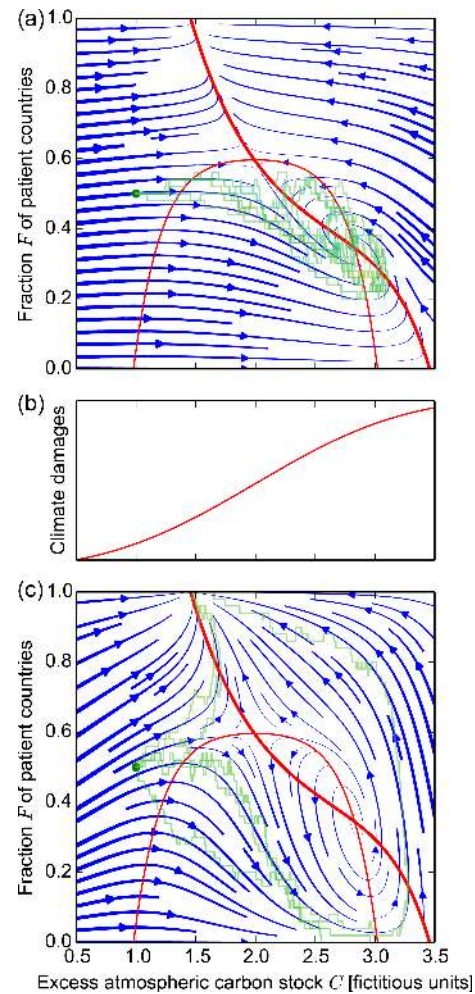 (a)
1.0
0.8
0.6
0.4
0.2
0.0
Fraction F of patient countries
(b)
Climate damages
(c)
1.0
0.8
0.6
0.4
0.2
0.0
Fraction F of patient countries
0.5 1.0 1.5 2.0 2.5 3.0 3.5
Excess atmospheric carbon stock C [fictitious units]